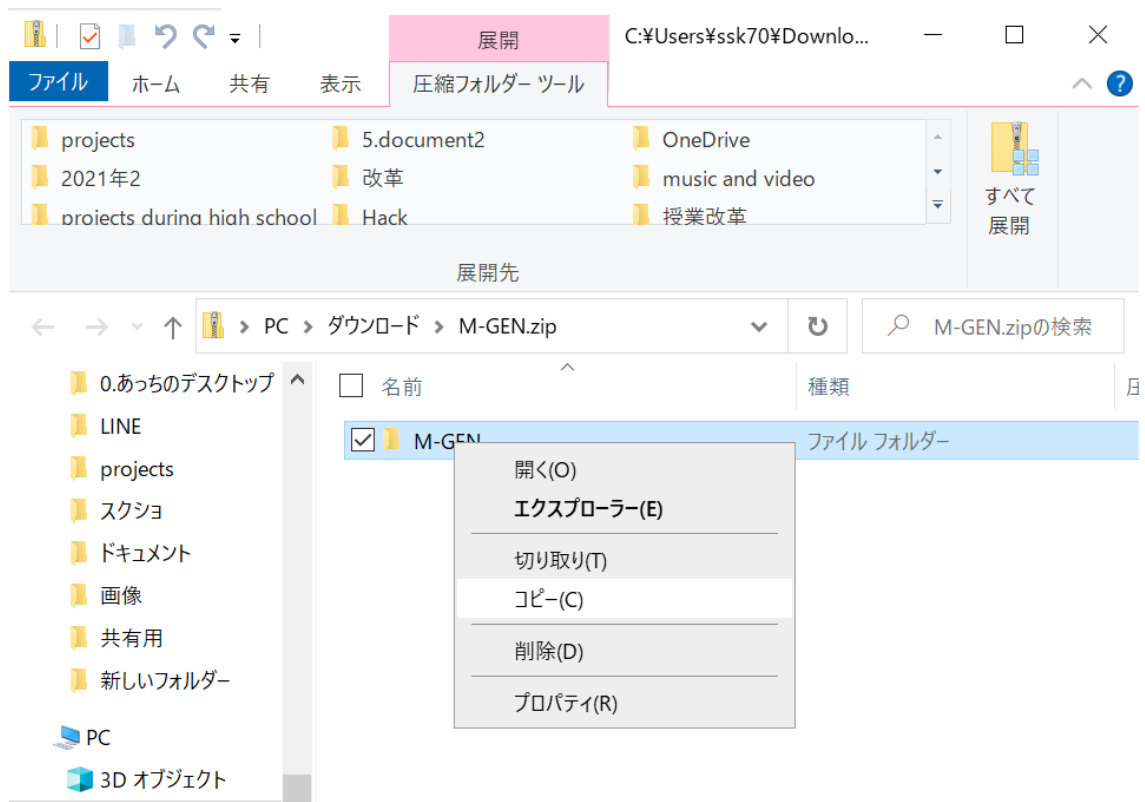 展開
C:¥Users¥ssk70¥Downlo...
ファイル ホーム 共有 表示 圧縮フォルダー ツール
projects 5.document2 OneDrive
2021年2 改革 music and video
projects during high school Hack 授業改革
すべて
展開
展開先
PC ダウンロード M-GEN.zip M-GEN.zipの検索
0.あっちのデスクトップ 名前 種類 圧
LINE M-GEN ファイル フォルダー
projects 開く(O)
スクショ エクスプローラー(E)
ドキュメント 切り取り(T)
画像 コピー(C)
共有用 削除(D)
新しいフォルダー プロパティ(R)
PC
3D オブジェクト